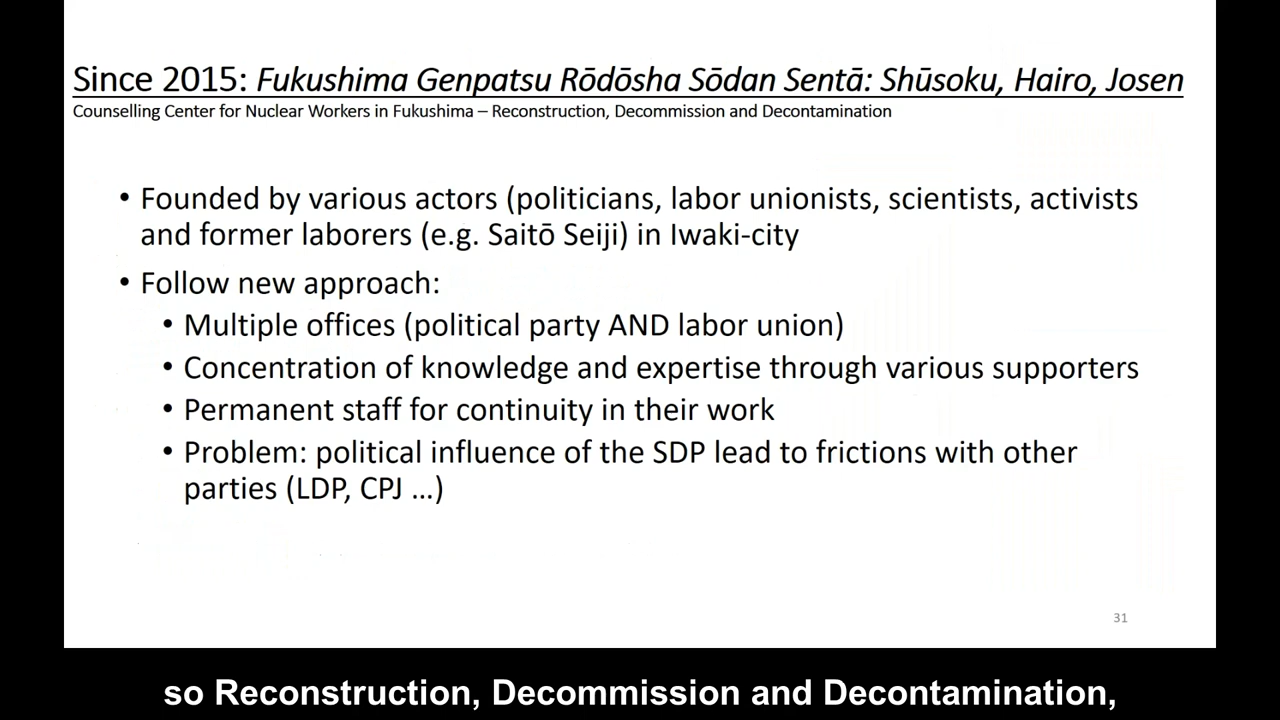 Since 2015: Fukushima Genpatsu Rōdōsha Sōdan Sentā: Shūsoku, Hairo, Josen
Counselling Center for Nuclear Workers in Fukushima – Reconstruction, Decommission and Decontamination
• Founded by various actors (politicians, labor unionists, scientists, activists
and former laborers (e.g. Saitō Seiji) in Iwaki-city
• Follow new approach:
• Multiple offices (political party AND labor union)
• Concentration of knowledge and expertise through various supporters
• Permanent staff for continuity in their work
• Problem: political influence of the SDP lead to frictions with other
parties (LDP, CPJ ...)
31
so Reconstruction, Decommission and Decontamination,